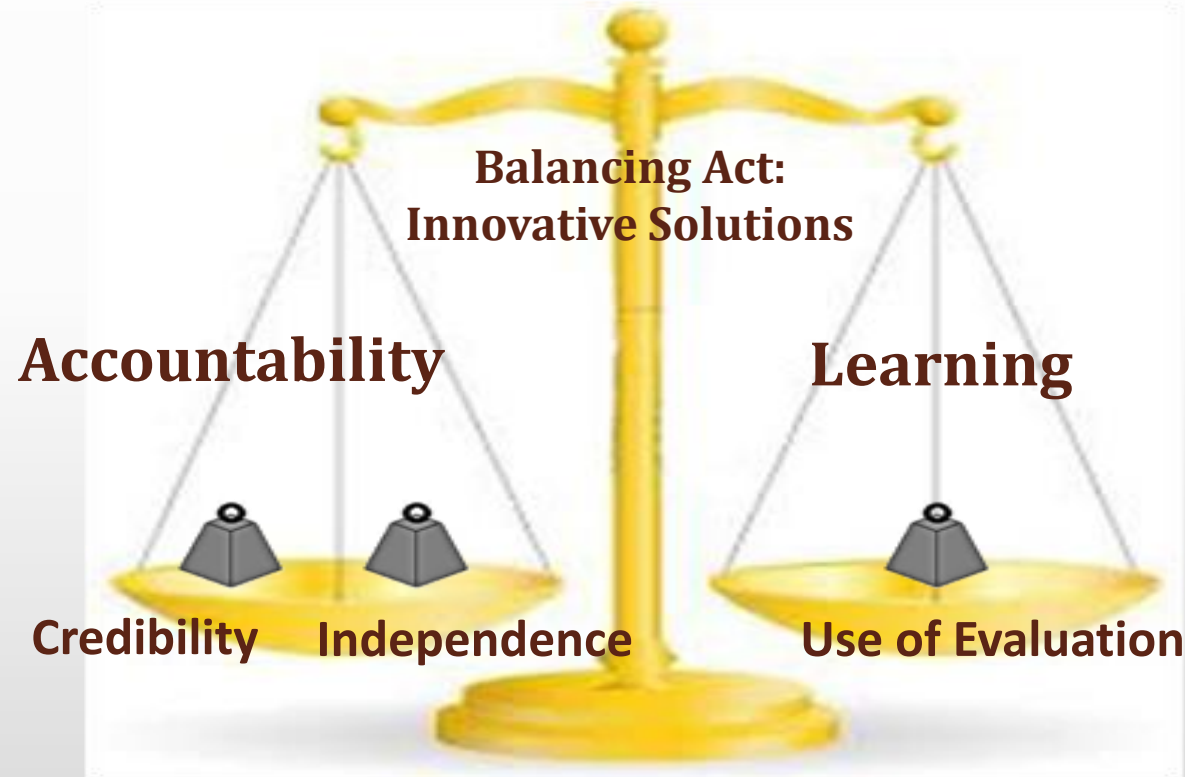 Balancing Act:
Innovative Solutions
Accountability
Learning
Credibility
Independence
Use of Evaluation